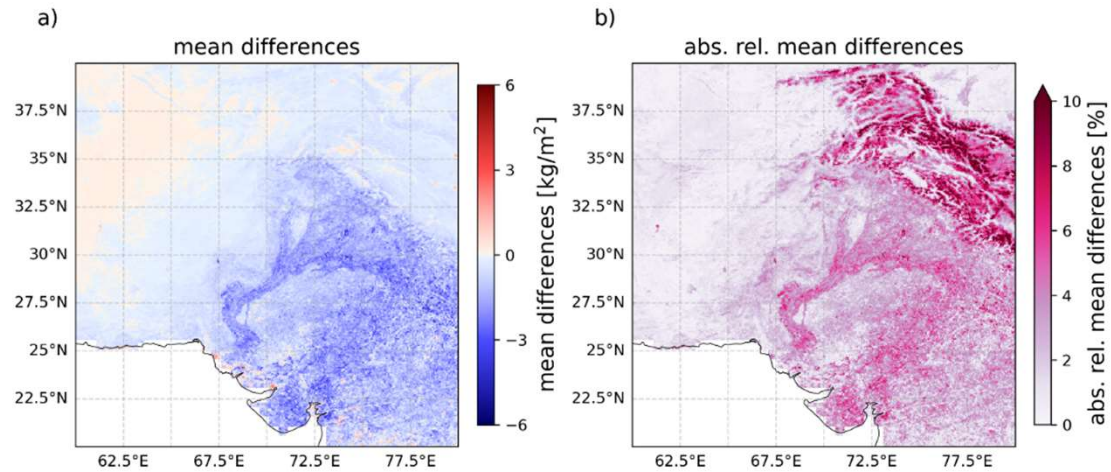 a)
mean differences
37.5°N
35°N
32.5°N
30°N
27.5°N
25°N
22.5°N
62.5°E 67.5°E 72.5°E 77.5°E
6
3
0
−3
−6
mean differences [kg/m²]
b)
abs. rel. mean differences
37.5°N
35°N
32.5°N
30°N
27.5°N
25°N
22.5°N
62.5°E 67.5°E 72.5°E 77.5°E
10
8
6
4
2
0
abs. rel. mean differences [%]